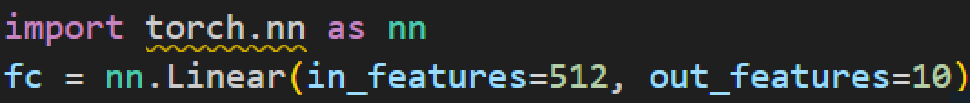 import torch.nn as nn
fc = nn.Linear(in_features=512, out_features=10)